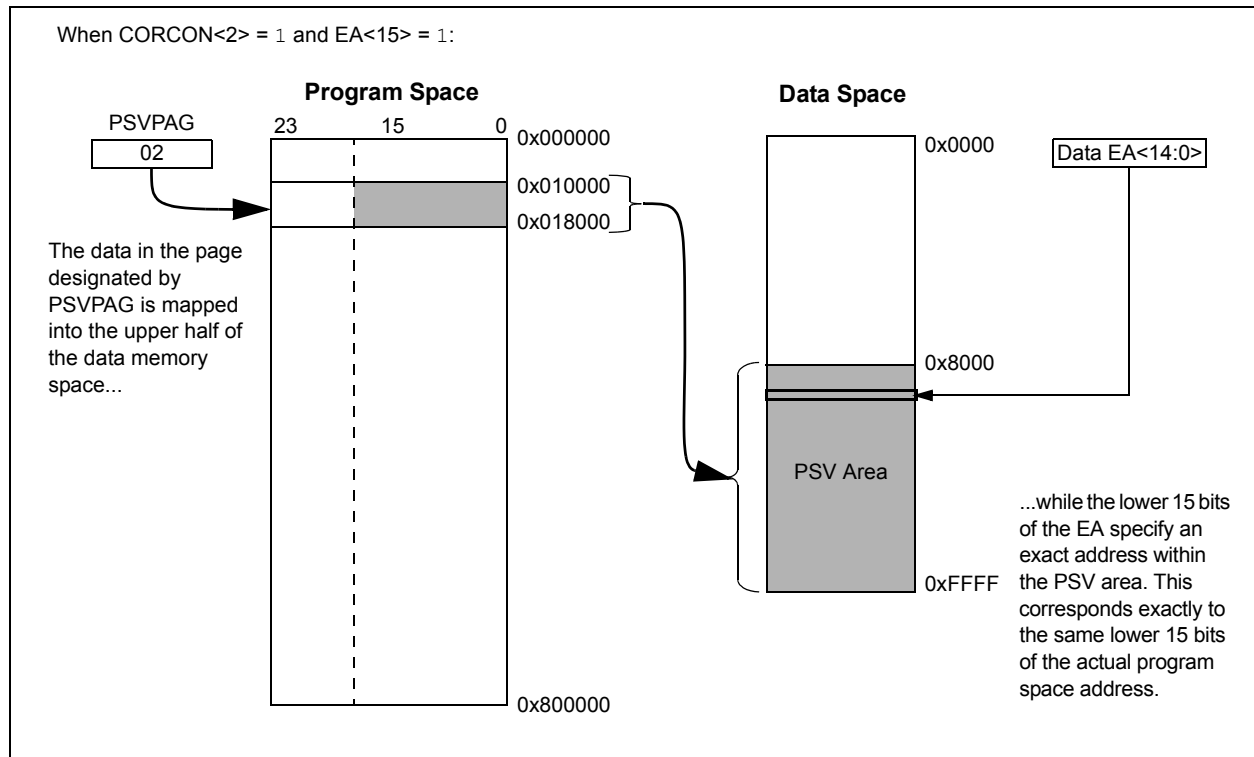 When CORCON<2> = 1 and EA<15> = 1:
Program Space
Data Space
PSVPAG
02
23
15
0
0x000000
0x010000
0x018000
0x800000
The data in the page
designated by
PSVPAG is mapped
into the upper half of
the data memory
space...
0x0000
Data EA<14:0>
0x8000
PSV Area
0xFFFF
...while the lower 15 bits
of the EA specify an
exact address within
the PSV area. This
corresponds exactly to
the same lower 15 bits
of the actual program
space address.